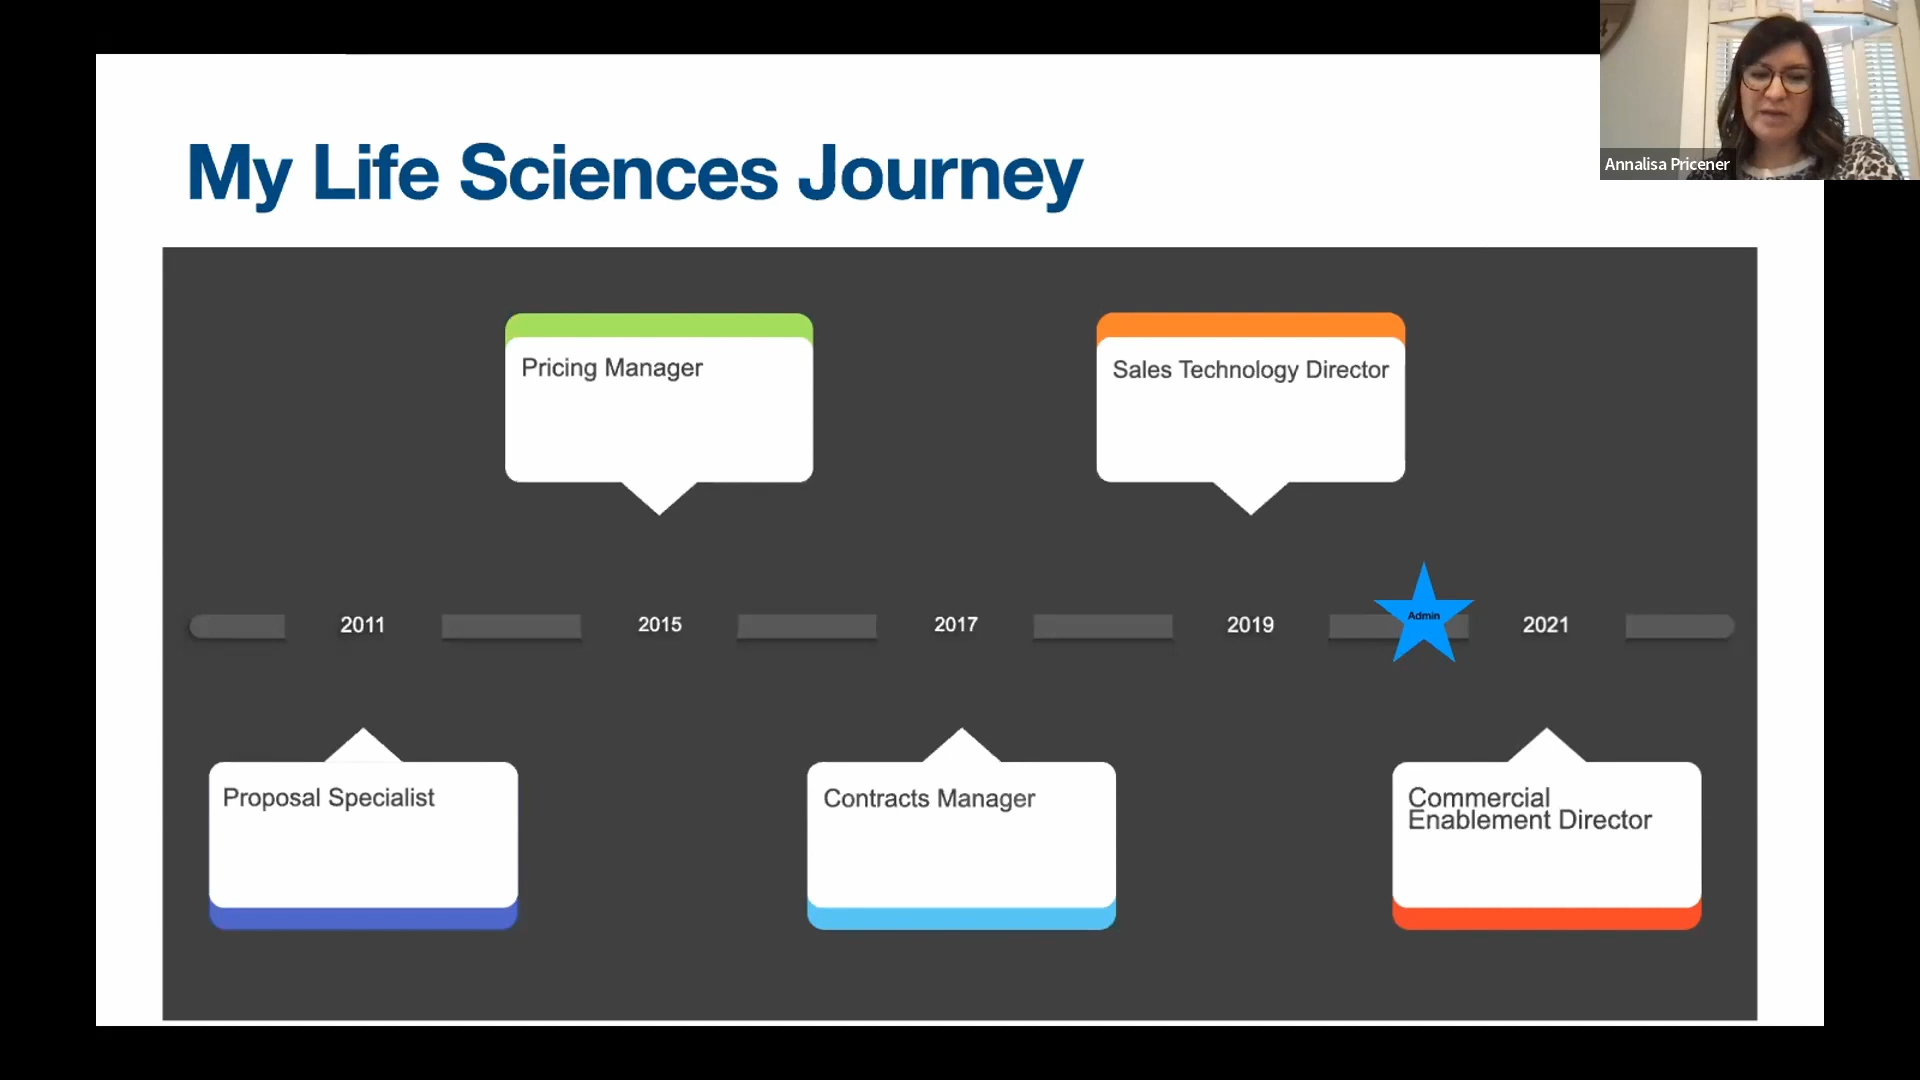 Annalisa Pricener
My Life Sciences Journey
Pricing Manager
Sales Technology Director
2011
2015
2017
2019
Admin
2021
Proposal Specialist
Contracts Manager
Commercial
Enablement Director